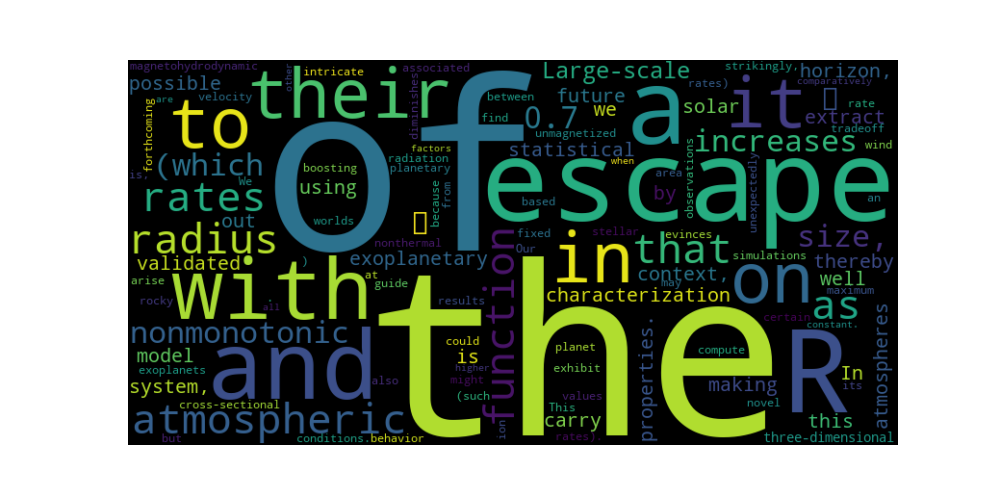 magnetohydrodynamic
intricate
associated
Large-scale
strikingly,
horizon,
possible
their
other
diminishes
rates)
comparatively
are
velocity
between
future
we
solar
it
extract
forthcoming
to
of
find
0.7
a
rate
tradeoff
unmagnetized
increases
wind
(which
factors
statistical
when
boosting
radiation
planetary
escape
is,
We
rates
using
because
from
based
area
by
observations
unexpectedly
an
out
worlds
fixed
stellar
radius
nonthermal
Our
in
that
evinces
size,
validated
)
exoplanetary
function
simulations
thereby
arise
with
at
guide
context,
may
on
well
rocky
all
.
results
characterization
maximum
as
certain
constant.
nonmonotonic
the
atmospheres
could
model
is
planet
compute
R
exoplanets
and
higher
exhibit
In
system,
also
might
values
making
its
cross-sectional
(such
This
properties.
novel
atmospheric
carry
this
but
conditions.
behavior
ion
rates).
three-dimensional